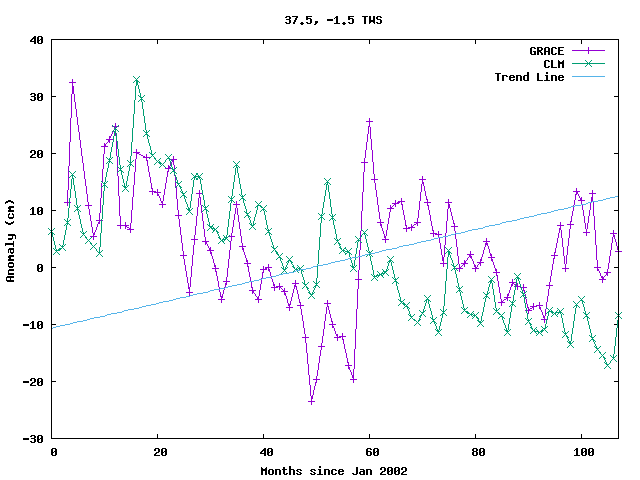 37.5, -1.5 TWS
GRACE
CLM
Trend Line
40
30
20
10
0
-10
-20
-30
Anomaly (cm)
0 20 40 60 80 100
Months since Jan 2002